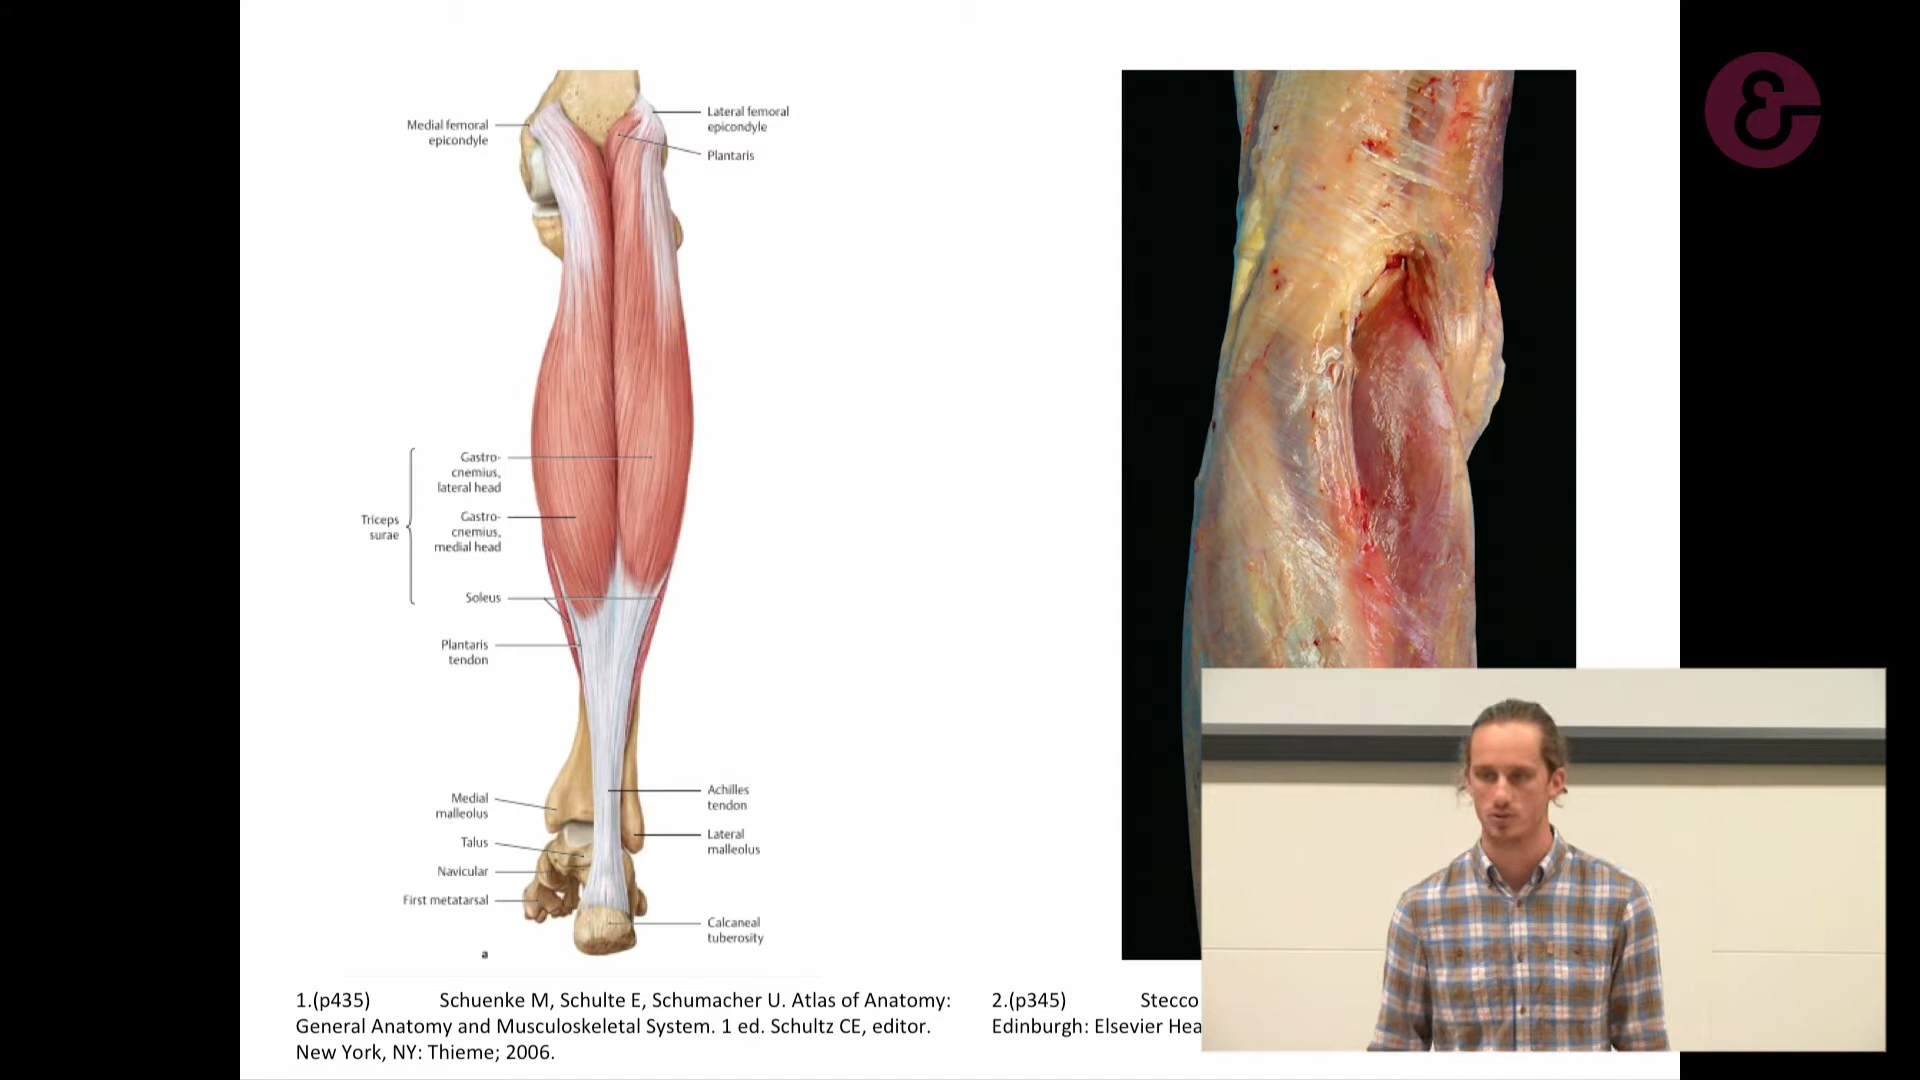 Medial femoral
epicondyle
Lateral femoral
epicondyle
Plantaris
Triceps
surae
Gastro-
cnemius,
lateral head
Gastro-
cnemius,
medial head
Soleus
Plantaris
tendon
Medial
malleolus
Talus
Navicular
First metatarsal
Achilles
tendon
Lateral
malleolus
Calcaneal
tuberosity
a
1.(p435) Schuenke M, Schulte E, Schumacher U. Atlas of Anatomy:
General Anatomy and Musculoskeletal System. 1 ed. Schultz CE, editor.
New York, NY: Thieme; 2006.
2.(p345) Stecco
Edinburgh: Elsevier Hea
&